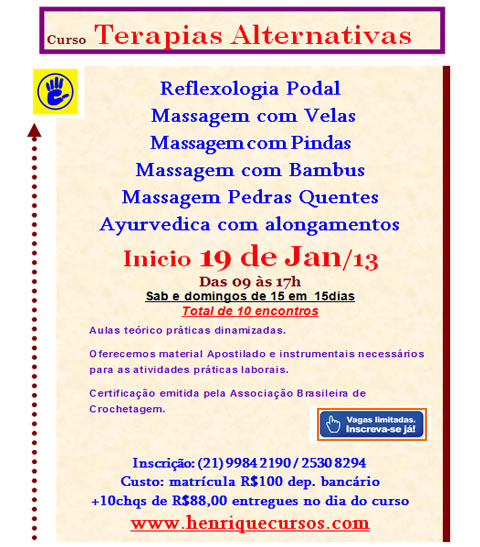 Curso Terapias Alternativas
Reflexologia Podal
Massagem com Velas
Massagem com Pindas
Massagem com Bambus
Massagem Pedras Quentes
Ayurvedica com alongamentos
Inicio 19 de Jan/13
Das 09 às 17h
Sab e domingos de 15 em 15dias
Total de 10 encontros
Aulas teórico práticas dinamizadas.
Oferecemos material Apostilado e instrumentais necessários
para as atividades práticas laborais.
Certificação emitida pela Associação Brasileira de
Crochetagem.
Vagas limitadas.
Inscreva-se já!
Inscrição: (21) 9984 2190 / 2530 8294
Custo: matrícula R$100 dep. bancário
+10chqs de R$88,00 entregues no dia do curso
www.henriquecursos.com